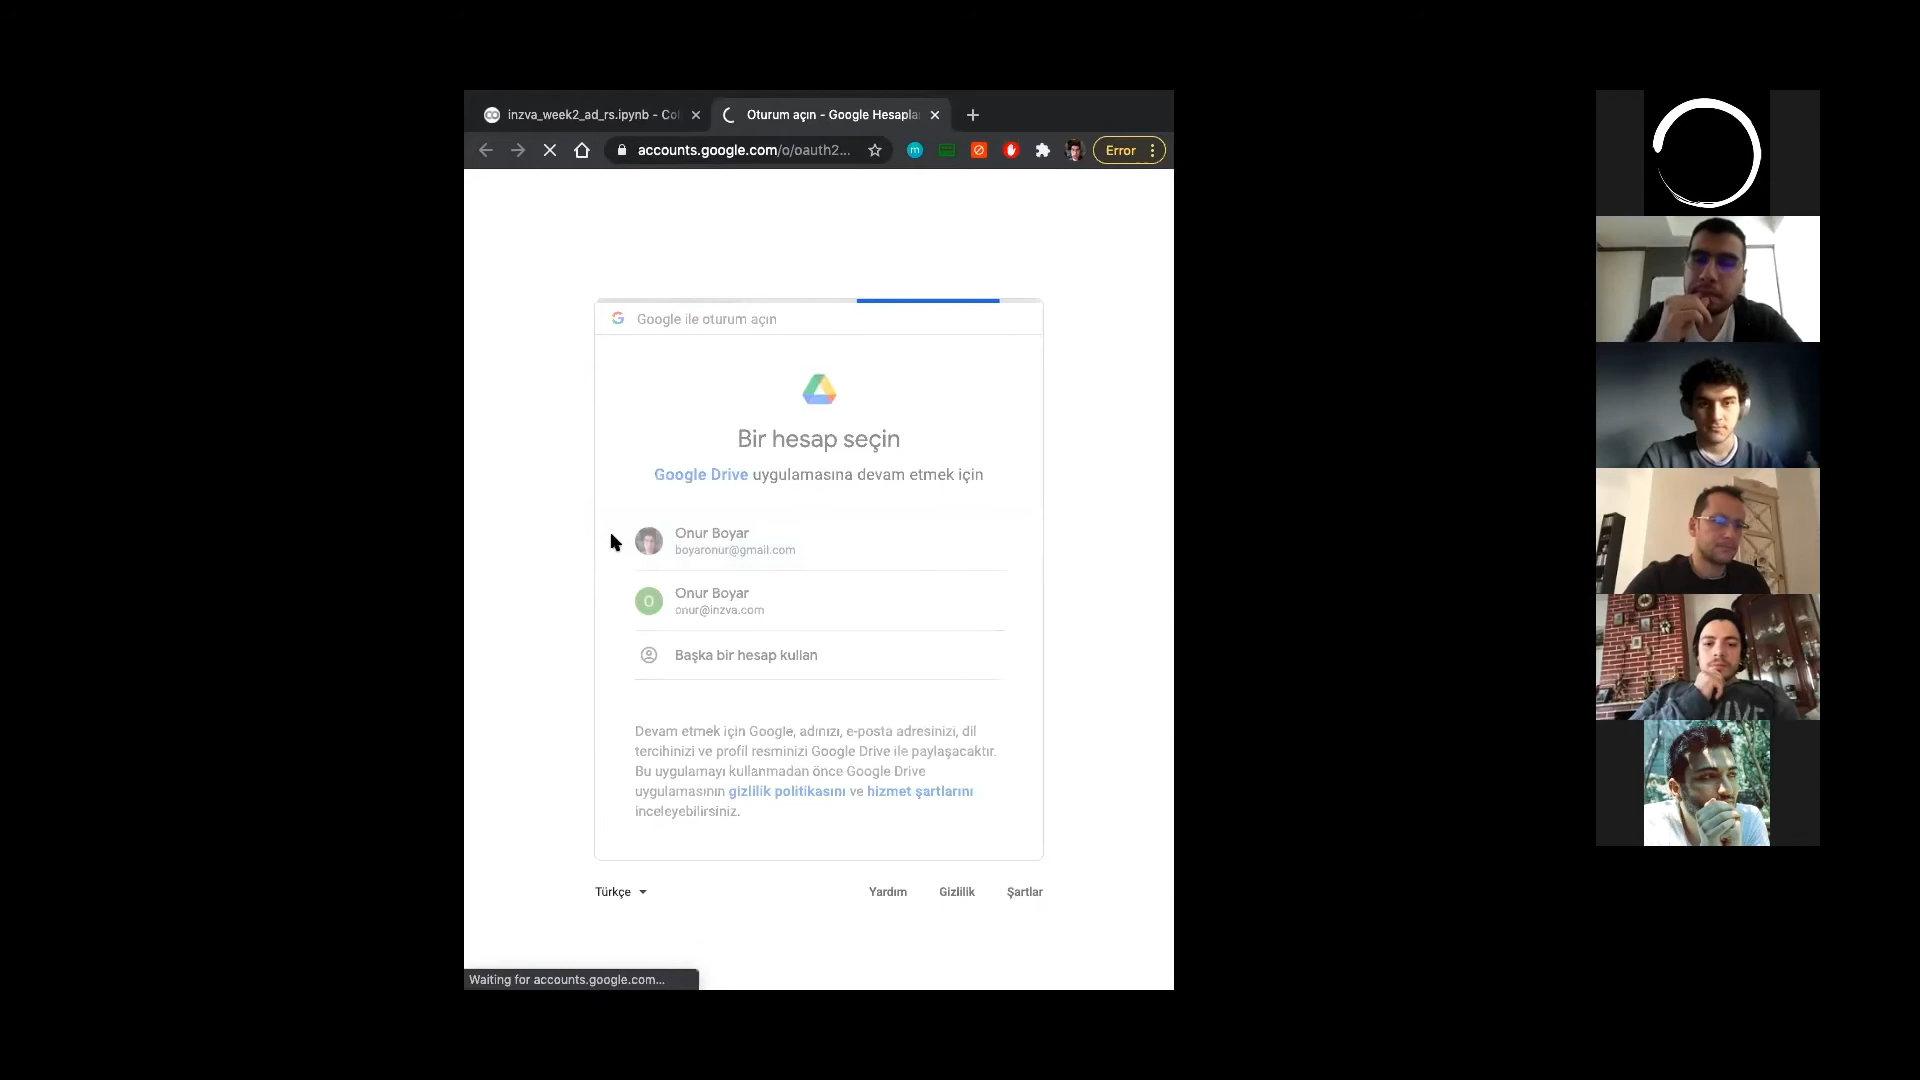 inzva_week2_ad_rs.ipynb - Co
Oturum açın - Google Hesapla
accounts.google.com/o/oauth2...
Error
Google ile oturum açın
Bir hesap seçin
Google Drive uygulamasına devam etmek için
Onur Boyar
boyaronur@gmail.com
O
Onur Boyar
onur@inzva.com
Başka bir hesap kullan
Devam etmek için Google, adınızı, e-posta adresinizi, dil
tercihinizi ve profil resminizi Google Drive ile paylaşacaktır.
Bu uygulamayı kullanmadan önce Google Drive
uygulamasının gizlilik politikasını ve hizmet şartlarını
inceleyebilirsiniz.
Türkçe
Yardım
Gizlilik
Şartlar
Waiting for accounts.google.com...